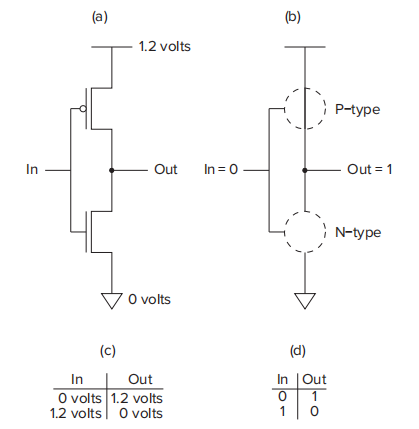 (a)
1.2 volts
In
Out
0 volts
(b)
P-type
In = 0
Out = 1
N-type
(c)
In Out
0 volts 1.2 volts
1.2 volts 0 volts
(d)
In Out
0 1
1 0